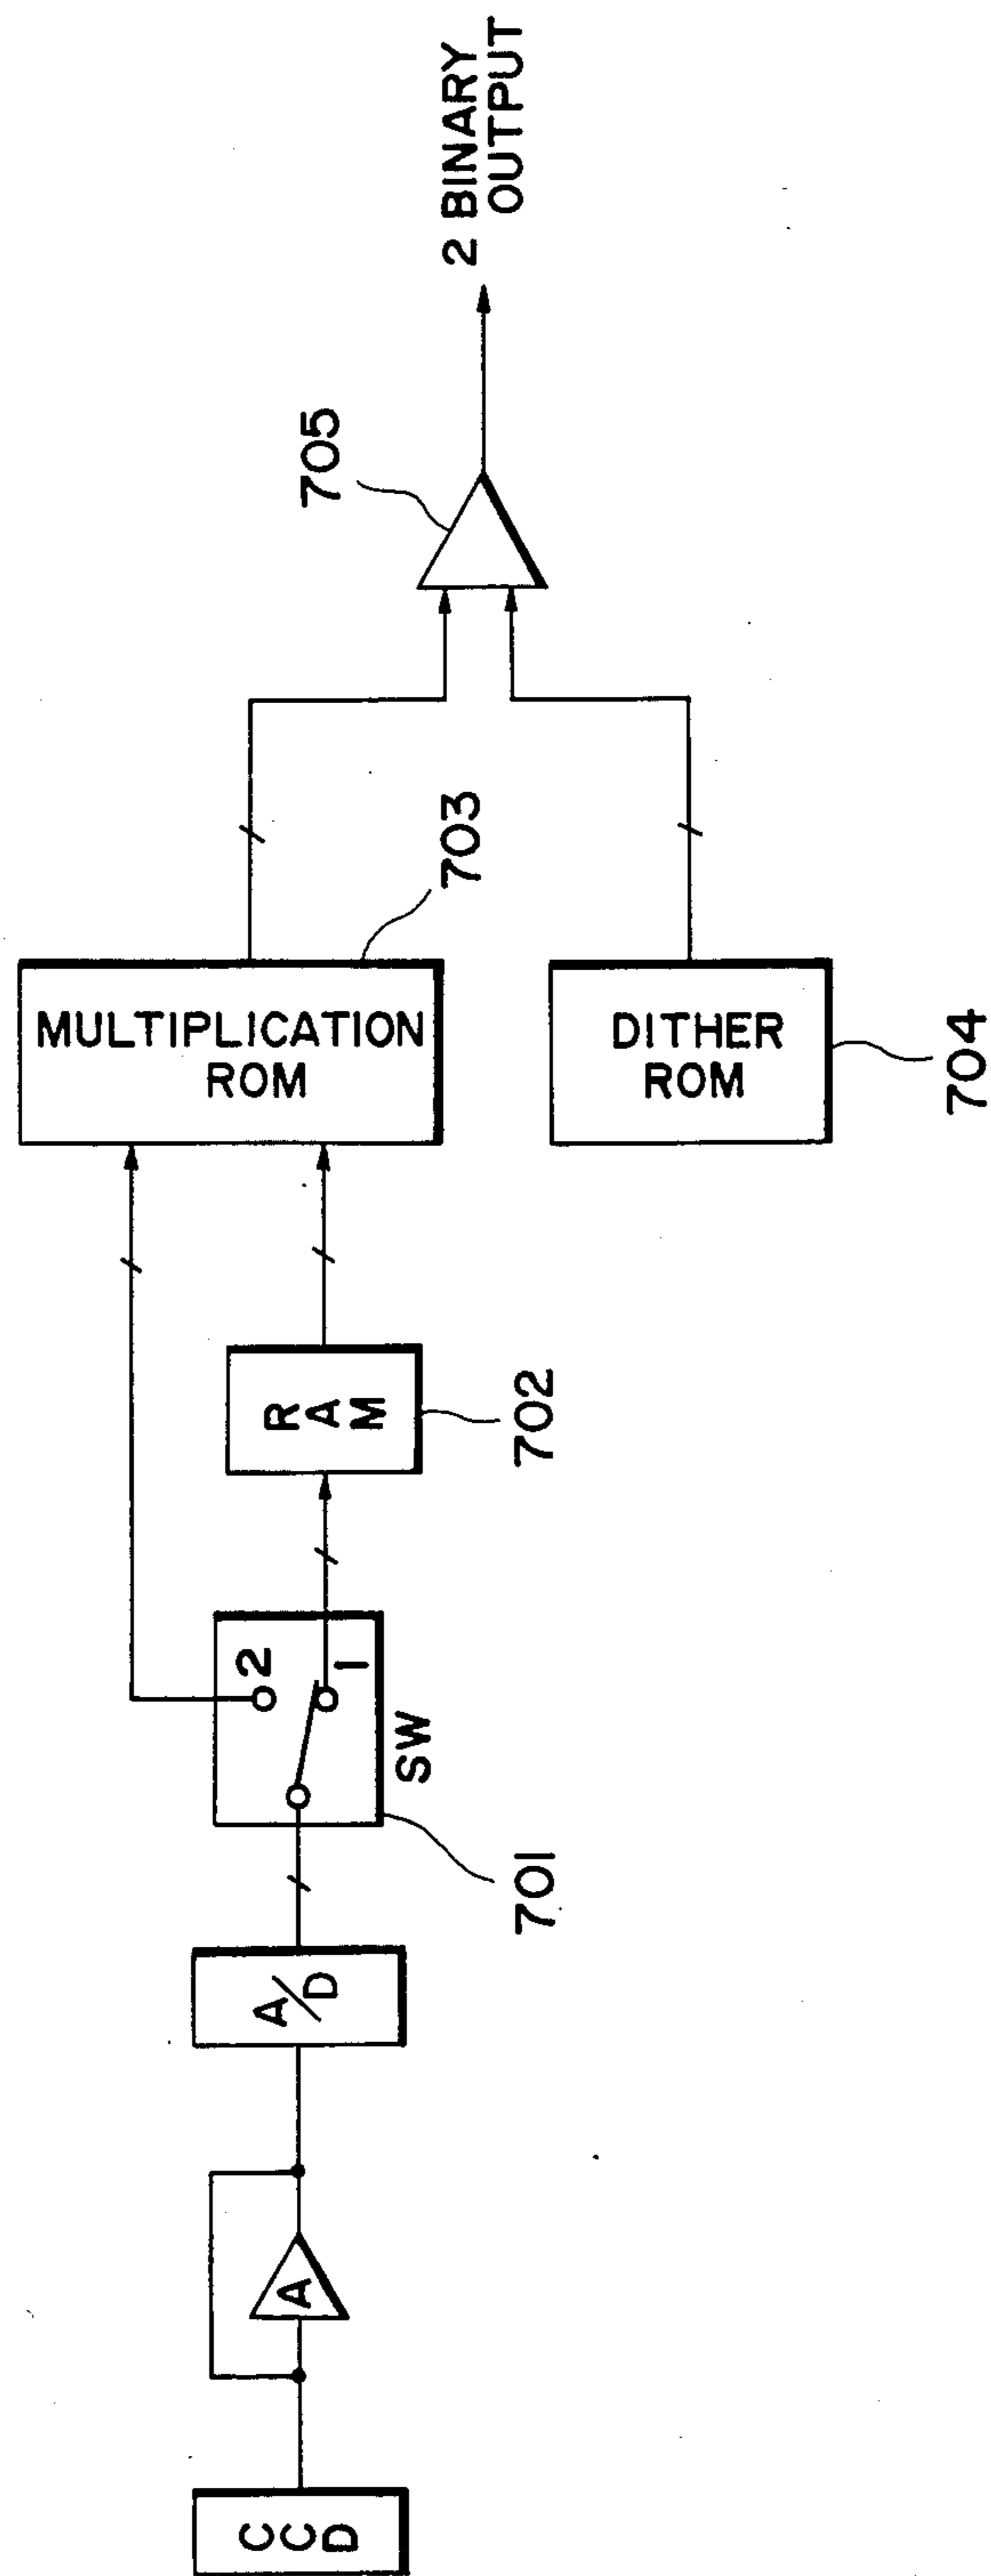 CCD
A
A/D
701
SW
2
1
RAM
702
MULTIPLICATION
ROM
703
DITHER
ROM
704
705
2 BINARY
OUTPUT